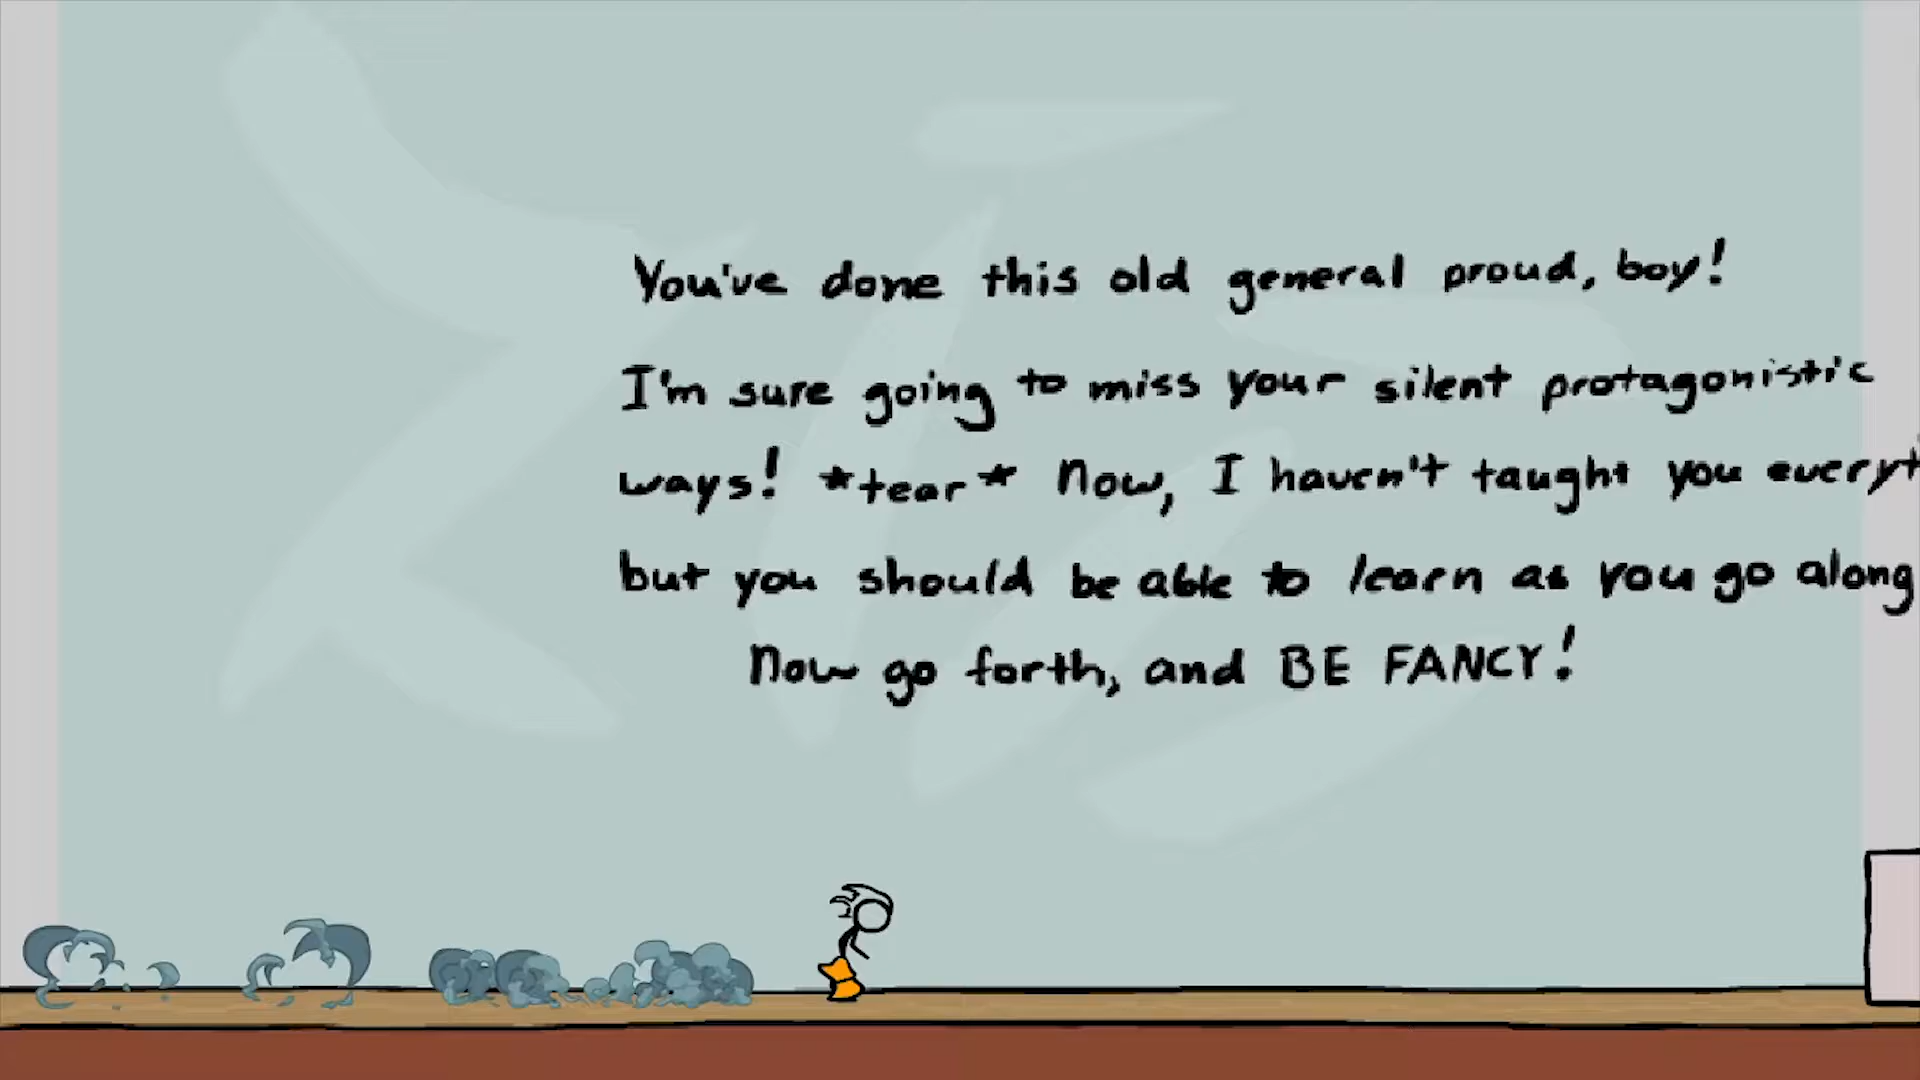 You've done this old general proud, boy!
I'm sure going to miss your silent protagonistic
ways! *tear* Now, I haven't taught you everyt
but you should be able to learn as you go along
Now go forth, and BE FANCY!